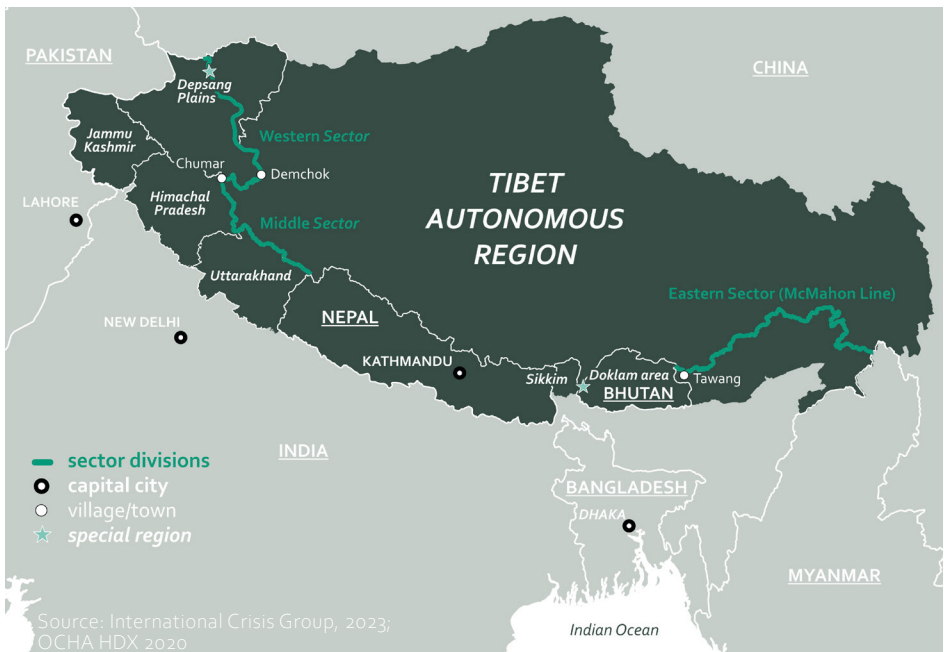 PAKISTAN
CHINA
Depsang
Plains
Jammu
Kashmir
Western Sector
Chumar
Demchok
TIBET
AUTONOMOUS
REGION
Himachal
Pradesh
LAHORE
Middle Sector
Uttarakhand
Eastern Sector (McMahon Line)
NEW DELHI
NEPAL
KATHMANDU
Sikkim
Doklam area
Tawang
BHUTAN
INDIA
sector divisions
capital city
village/town
special region
BANGLADESH
DHAKA
MYANMAR
Source: International Crisis Group, 2023;
OCHA HDX 2020
Indian Ocean